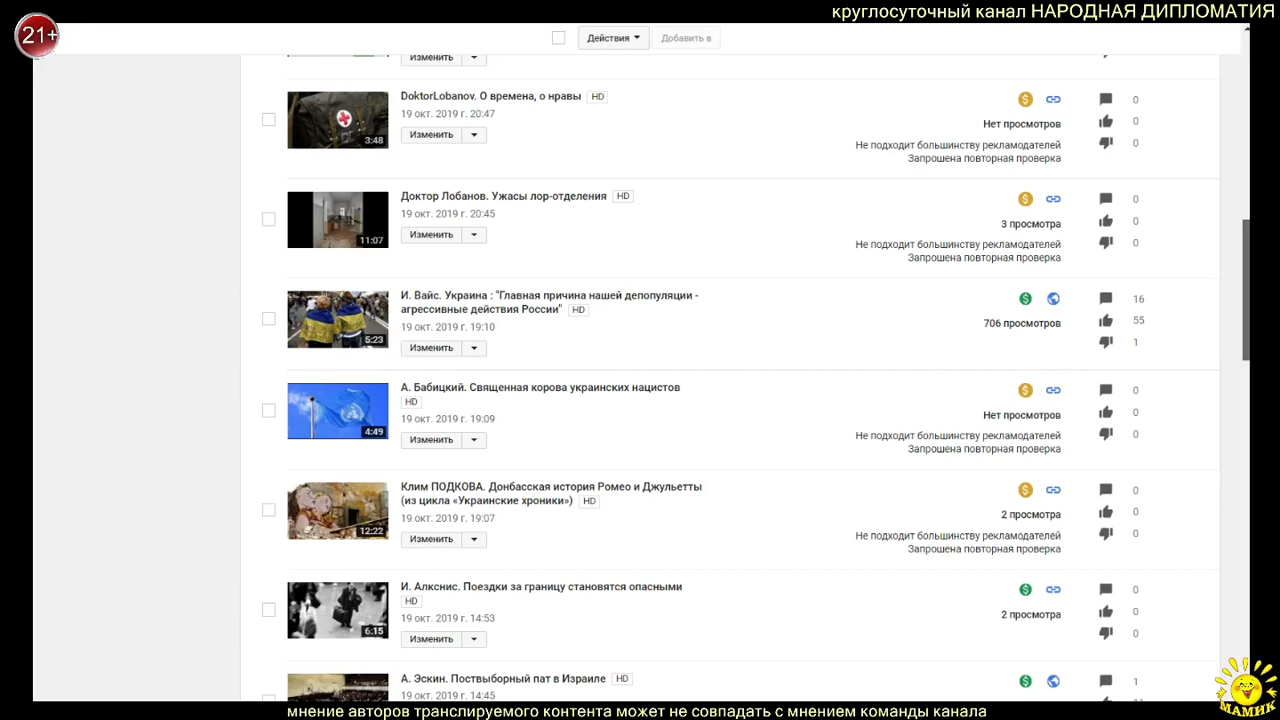 круглосуточный канал НАРОДНАЯ ДИПЛОМАТИЯ
21+
Действия
Добавить в
Изменить
DoktorLobanov. О времена, о нравы HD
19 окт. 2019 г. 20:47
Изменить
3:48
0
Нет просмотров
0
Не подходит большинству рекламодателей
0
Запрошена повторная проверка
Доктор Лобанов. Ужасы лор-отделения HD
19 окт. 2019 г. 20:45
Изменить
11:07
0
3 просмотра
0
Не подходит большинству рекламодателей
0
Запрошена повторная проверка
И. Вайс. Украина : "Главная причина нашей депопуляции -
агрессивные действия России" HD
19 окт. 2019 г. 19:10
Изменить
5:23
16
706 просмотров
55
1
А. Бабицкий. Священная корова украинских нацистов
HD
19 окт. 2019 г. 19:09
Изменить
4:49
0
Нет просмотров
0
Не подходит большинству рекламодателей
0
Запрошена повторная проверка
Клим ПОДКОВА. Донбасская история Ромео и Джульетты
(из цикла «Украинские хроники») HD
19 окт. 2019 г. 19:07
Изменить
12:22
0
2 просмотра
0
Не подходит большинству рекламодателей
0
Запрошена повторная проверка
И. Алкснис. Поездки за границу становятся опасными
HD
19 окт. 2019 г. 14:53
Изменить
6:15
0
2 просмотра
0
0
А. Эскин. Поствыборный пат в Израиле HD
19 окт. 2019 г. 14:45
1
МАМИК
мнение авторов транслируемого контента может не совпадать с мнением команды канала